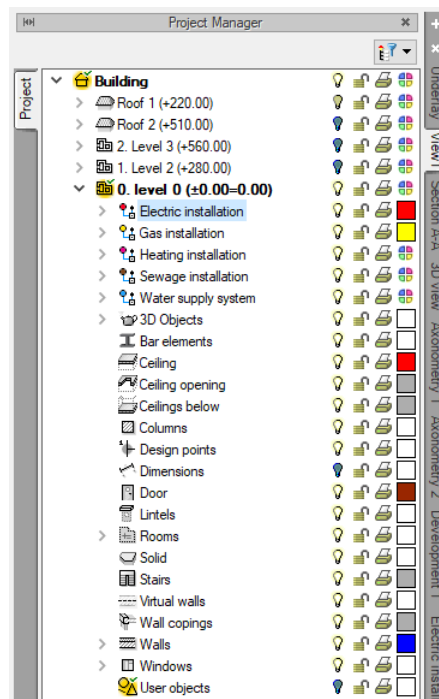 Project Manager
Project
Building
Roof 1 (+220.00)
Roof 2 (+510.00)
2. Level 3 (+560.00)
1. Level 2 (+280.00)
0. level 0 (±0.00=0.00)
Electric installation
Gas installation
Heating installation
Sewage installation
Water supply system
3D Objects
Bar elements
Ceiling
Ceiling opening
Ceilings below
Columns
Design points
Dimensions
Door
Lintels
Rooms
Solid
Stairs
Virtual walls
Wall copings
Walls
Windows
User objects
Underlay
View1
Section A-A
3D View
Axonometry 1
Axonometry 2
Development 1
Electric insta